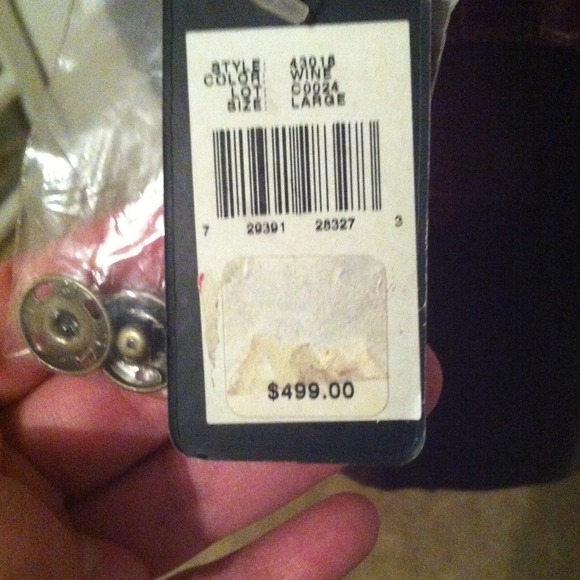 STYLE: 43018
COLOR: WINE
LOT: C0024
SIZE: LARGE
7 29391 28327 3
$499.00